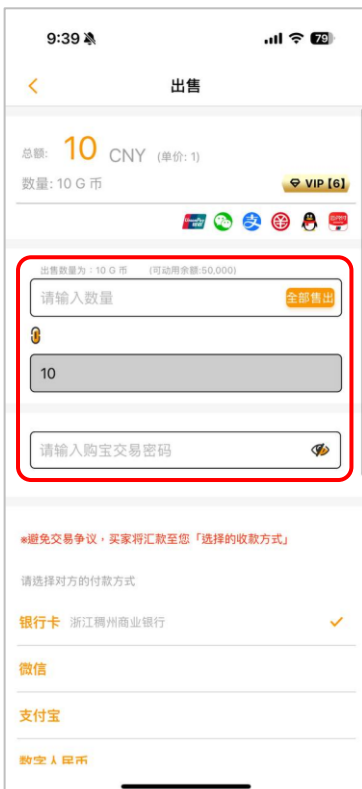 9:39
79
出售
总额: 10 CNY (单价: 1)
数量: 10 G 币
VIP【6】
出售数量为：10 G 币 (可动用余额:50,000)
请输入数量
全部售出
10
请输入购宝交易密码
※避免交易争议，买家将汇款至您「选择的收款方式」
请选择对方的付款方式
银行卡 浙江稠州商业银行
微信
支付宝
数字人民币